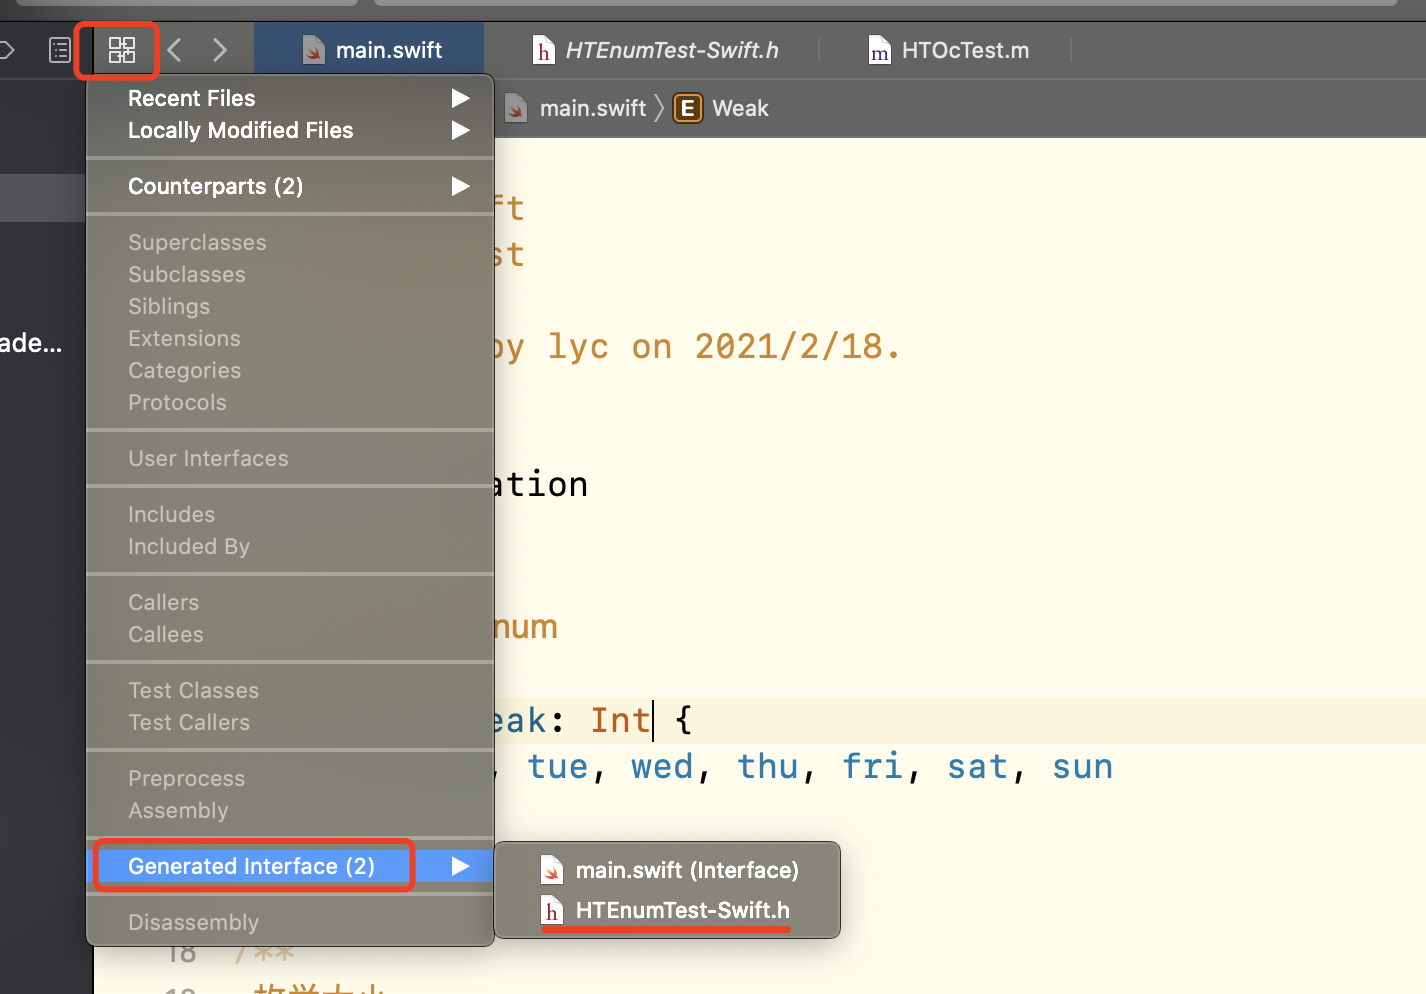 main.swift
HTEnumTest-Swift.h
HTOcTest.m
main.swift 〉 E Weak
Recent Files
Locally Modified Files
Counterparts (2)
Superclasses
Subclasses
Siblings
Extensions
Categories
Protocols
User Interfaces
Includes
Included By
Callers
Callees
Test Classes
Test Callers
Preprocess
Assembly
Generated Interface (2)
Disassembly
main.swift (Interface)
HTEnumTest-Swift.h
ade...
ft
st
by lyc on 2021/2/18.
ation
num
eak: Int {
, tue, wed, thu, fri, sat, sun
18 /**